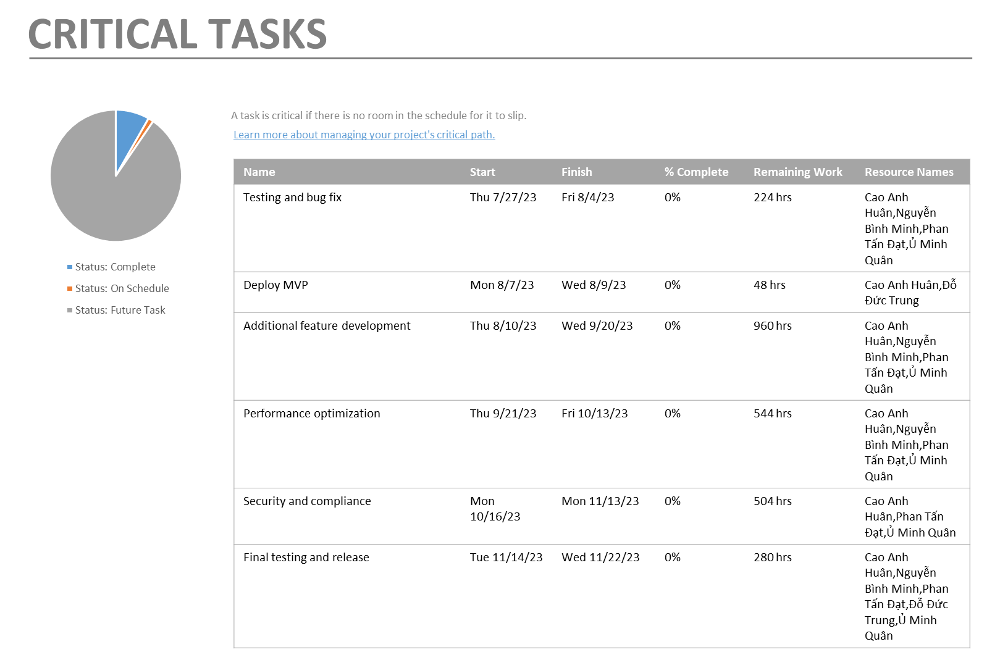 CRITICAL TASKS
A task is critical if there is no room in the schedule for it to slip.
Learn more about managing your project's critical path.
Status: Complete
Status: On Schedule
Status: Future Task
Name Start Finish % Complete Remaining Work Resource Names
Testing and bug fix Thu 7/27/23 Fri 8/4/23 0% 224 hrs Cao Anh
Huân,Nguyễn
Bình Minh,Phan
Tấn Đạt,Ủ Minh
Quân
Deploy MVP Mon 8/7/23 Wed 8/9/23 0% 48 hrs Cao Anh Huân,Đỗ
Đức Trung
Additional feature development Thu 8/10/23 Wed 9/20/23 0% 960 hrs Cao Anh
Huân,Nguyễn
Bình Minh,Phan
Tấn Đạt,Ủ Minh
Quân
Performance optimization Thu 9/21/23 Fri 10/13/23 0% 544 hrs Cao Anh
Huân,Nguyễn
Bình Minh,Phan
Tấn Đạt,Ủ Minh
Quân
Security and compliance Mon Mon 11/13/23 0% 504 hrs Cao Anh
10/16/23 Huân,Phan Tấn
Đạt,Ủ Minh Quân
Final testing and release Tue 11/14/23 Wed 11/22/23 0% 280 hrs Cao Anh
Huân,Nguyễn
Bình Minh,Phan
Tấn Đạt,Đỗ Đức
Trung,Ủ Minh
Quân